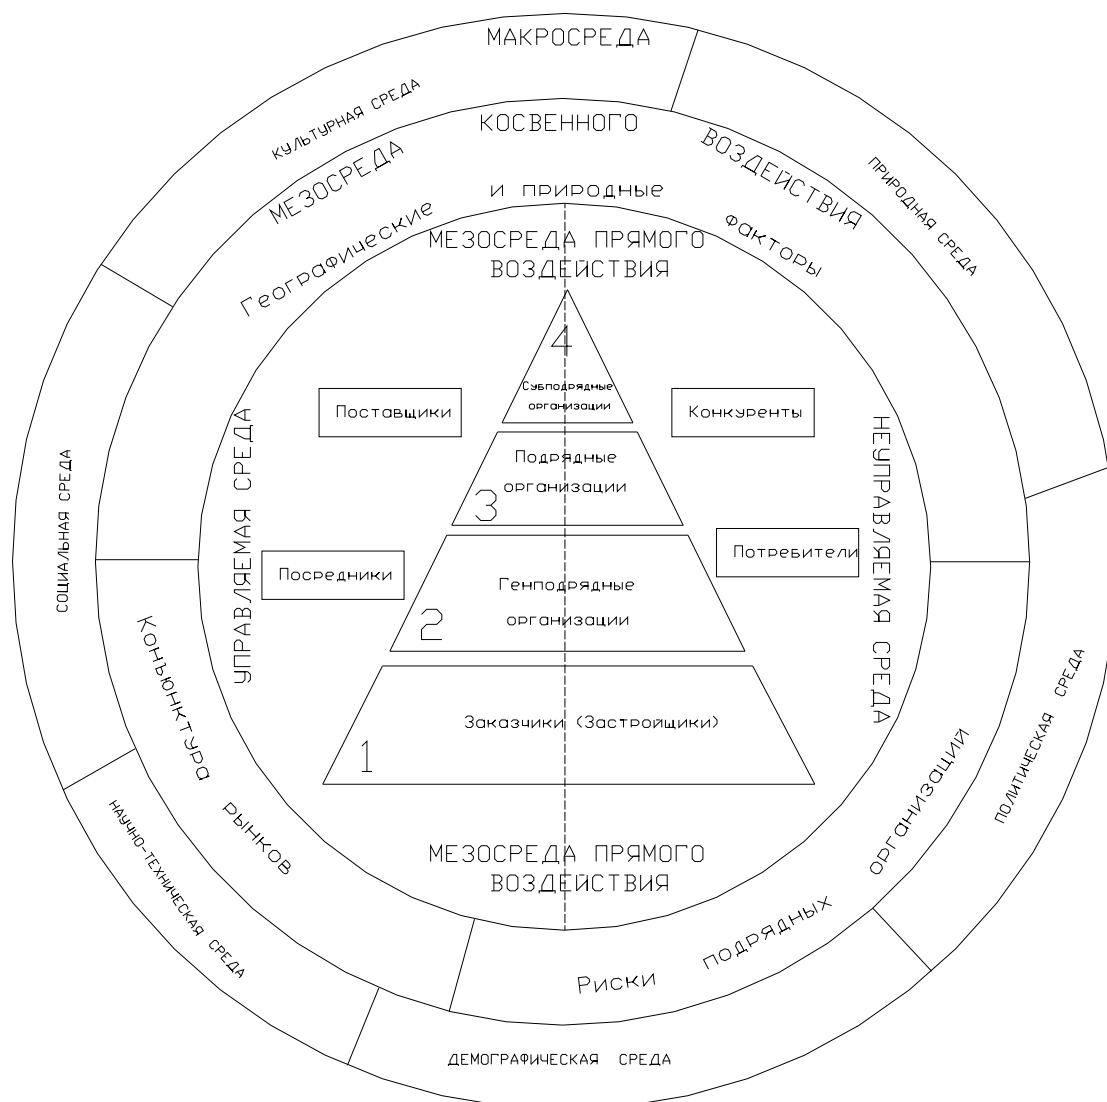 МАКРОСРЕДА
КУЛЬТУРНАЯ СРЕДА
ПРИРОДНАЯ СРЕДА
МЕЗОСРЕДА КОСВЕННОГО ВОЗДЕЙСТВИЯ
Географические и природные факторы
МЕЗОСРЕДА ПРЯМОГО
ВОЗДЕЙСТВИЯ
4
Субподрядные
организации
Поставщики
Конкуренты
УПРАВЛЯЕМАЯ СРЕДА
НЕУПРАВЛЯЕМАЯ СРЕДА
СОЦИАЛЬНАЯ СРЕДА
Подрядные
организации
3
Посредники
Потребители
Генподрядные
организации
2
Заказчики (Застройщики)
1
Конъюнктура рынков
ПОЛИТИЧЕСКАЯ СРЕДА
НАУЧНО-ТЕХНИЧЕСКАЯ СРЕДА
МЕЗОСРЕДА ПРЯМОГО
ВОЗДЕЙСТВИЯ
Риски подрядных организаций
ДЕМОГРАФИЧЕСКАЯ СРЕДА